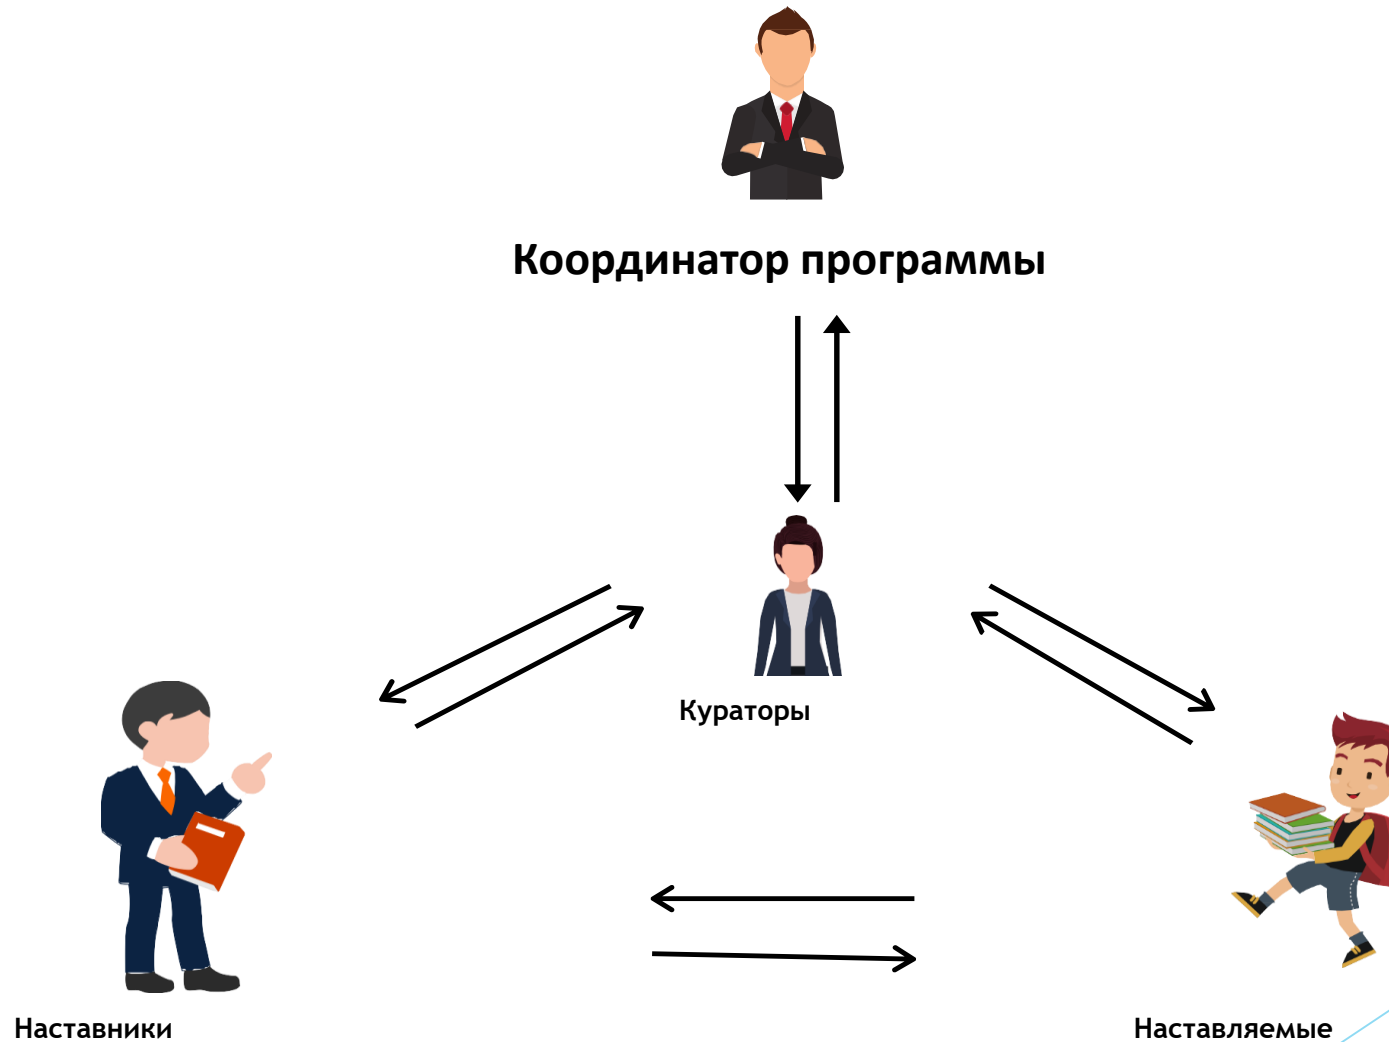 Координатор программы
Кураторы
Наставники
Наставляемые